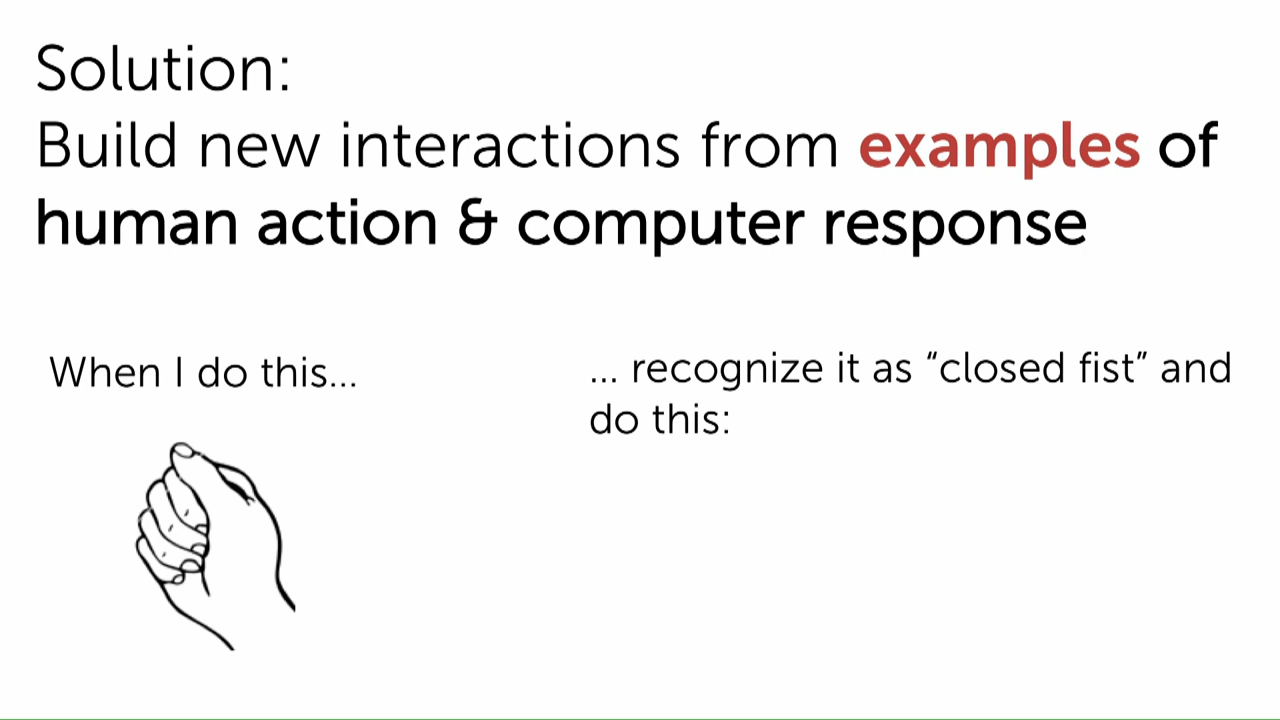 Solution:
Build new interactions from examples of
human action & computer response
When I do this...
... recognize it as “closed fist” and
do this: